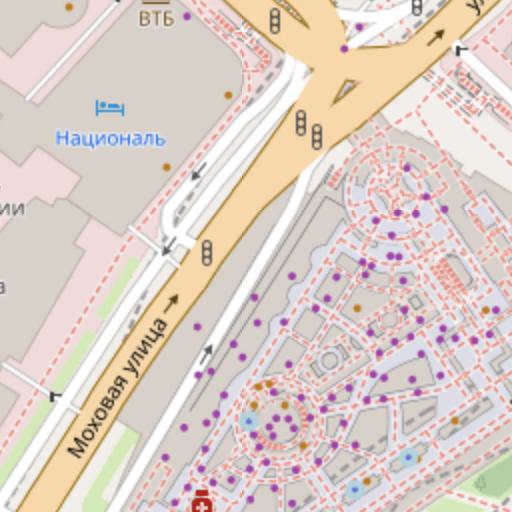 ВТБ
ул
Националь
ии
а
Моховая улица